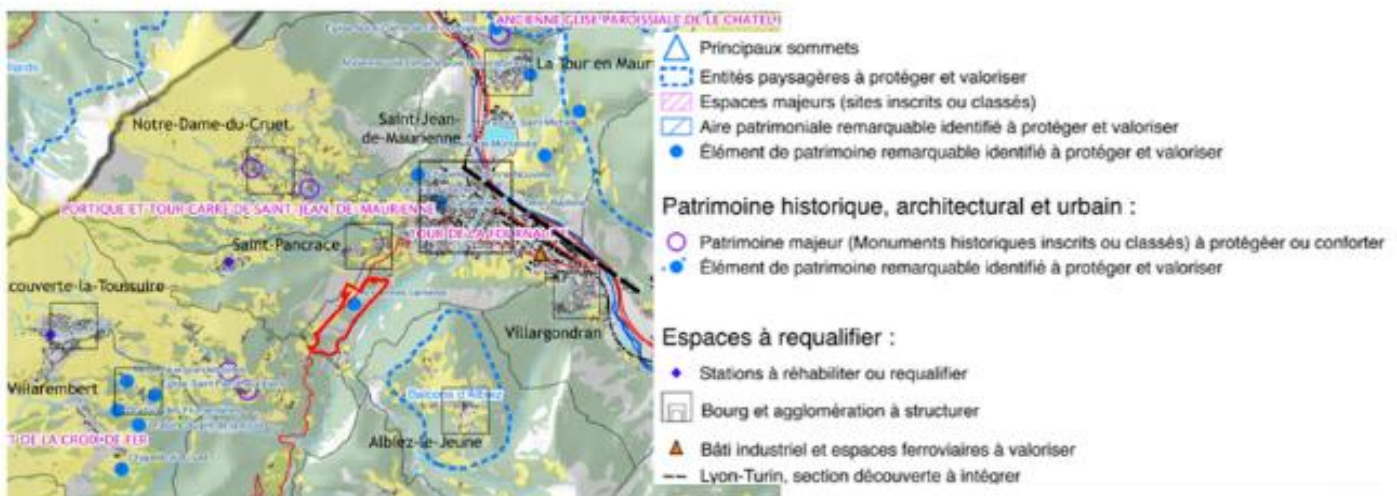 ANCIENNE GLISE PAROISSIALE DE LE CHATEL
La Tour en Maur
Notre-Dame-du-Cruet.
Saint-Jean-
de-Maurienne
PORTIQUE ET TOUR CARRE DE SAINT-JEAN-DE-MAURIENNE
TOUR DE LA FOURNACHE
Saint-Pancrace
couverte-la-Toussuire
Villargondran
Villarembert
Balcons d'Albiez
T DE LA CROIX-DE-FER
Albiez-le-Jeune
Principaux sommets
Entités paysagères à protéger et valoriser
Espaces majeurs (sites inscrits ou classés)
Aire patrimoniale remarquable identifié à protéger et valoriser
Élément de patrimoine remarquable identifié à protéger et valoriser
Patrimoine historique, architectural et urbain :
Patrimoine majeur (Monuments historiques inscrits ou classés) à protégéer ou conforter
Élément de patrimoine remarquable identifié à protéger et valoriser
Espaces à requalifier :
Stations à réhabiliter ou requalifier
Bourg et agglomération à structurer
Bâti industriel et espaces ferroviaires à valoriser
Lyon-Turin, section découverte à intégrer